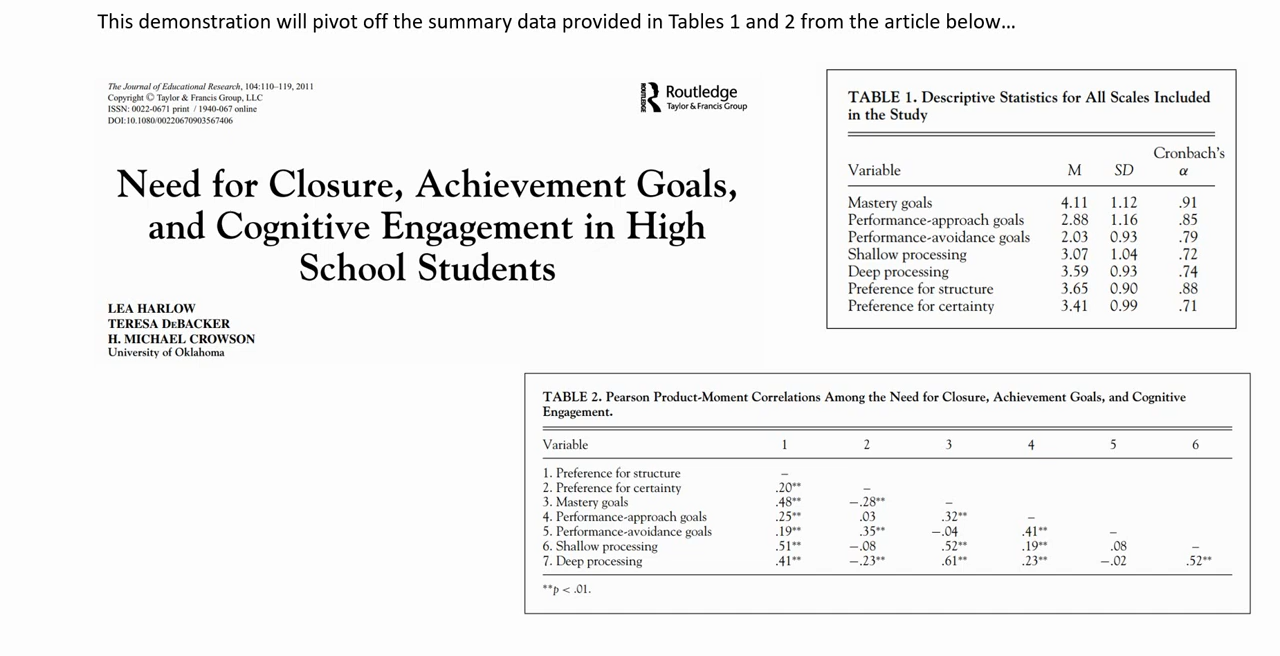 This demonstration will pivot off the summary data provided in Tables 1 and 2 from the article below...
The Journal of Educational Research, 104:110–119, 2011
Copyright © Taylor & Francis Group, LLC
ISSN: 0022-0671 print / 1940-067 online
DOI:10.1080/00220670903567406
ROUTLEDGE
Routledge
Taylor & Francis Group
Need for Closure, Achievement Goals,
and Cognitive Engagement in High
School Students
LEA HARLOW
TERESA DEBACKER
H. MICHAEL CROWSON
University of Oklahoma
TABLE 1. Descriptive Statistics for All Scales Included
in the Study
Variable M SD Cronbach's α
Mastery goals 4.11 1.12 .91
Performance-approach goals 2.88 1.16 .85
Performance-avoidance goals 2.03 0.93 .79
Shallow processing 3.07 1.04 .72
Deep processing 3.59 0.93 .74
Preference for structure 3.65 0.90 .88
Preference for certainty 3.41 0.99 .71
TABLE 2. Pearson Product-Moment Correlations Among the Need for Closure, Achievement Goals, and Cognitive
Engagement.
Variable 1 2 3 4 5 6
1. Preference for structure –
2. Preference for certainty .20** –
3. Mastery goals .48** −.28** –
4. Performance-approach goals .25** .03 .32** –
5. Performance-avoidance goals .19** .35** −.04 .41** –
6. Shallow processing .51** −.08 .52** .19** .08 –
7. Deep processing .41** −.23** .61** .23** −.02 .52**
**p < .01.